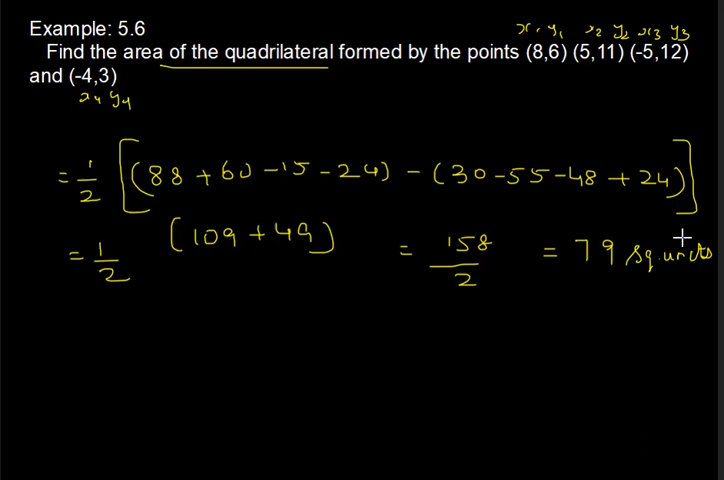 Example: 5.6
x1 y1 x2 y2 x3 y3
Find the area of the quadrilateral formed by the points (8,6) (5,11) (-5,12)
and (-4,3)
x4 y4
= 1/2 [(88 + 60 - 15 - 24) - (30 - 55 - 48 + 24)]
= 1/2 (109 + 49) = 158/2 = 79 sq.units